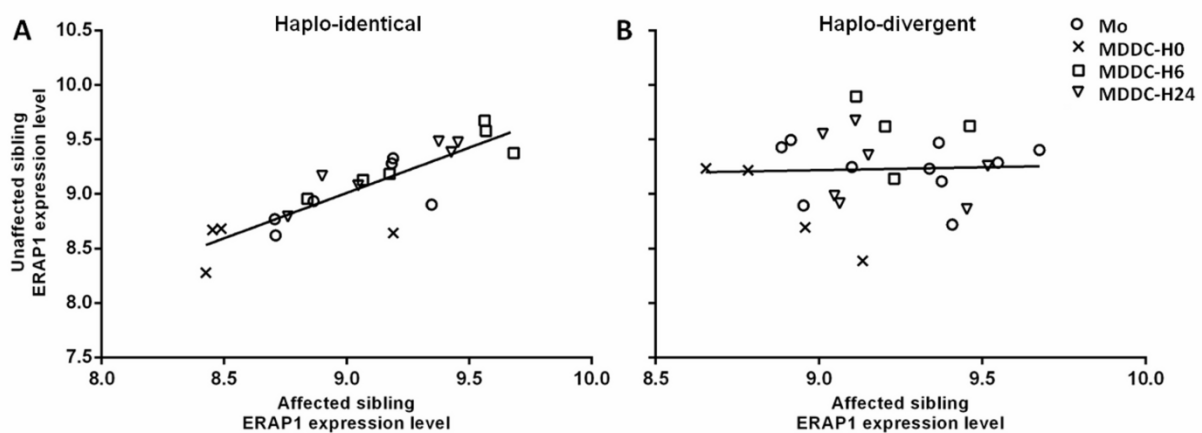 A
Haplo-identical
10.5
10.0
9.5
9.0
8.5
8.0
7.5
Unaffected sibling
ERAP1 expression level
8.0 8.5 9.0 9.5 10.0
Affected sibling
ERAP1 expression level
B
Haplo-divergent
8.5 9.0 9.5 10.0
Affected sibling
ERAP1 expression level
Mo
MDDC-H0
MDDC-H6
MDDC-H24